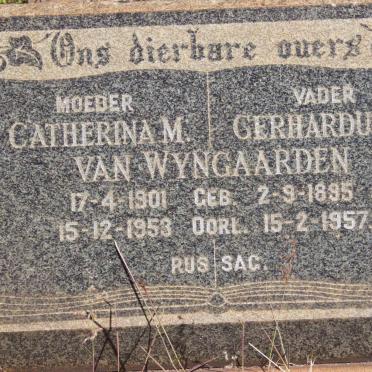 Ons dierbare ouers
MOEDER VADER
CATHERINA M. GERHARDU
VAN WYNGAARDEN
17-4-1901 GEB. 2-9-1895
15-12-1953 OORL. 15-2-1957.
RUS SAC.